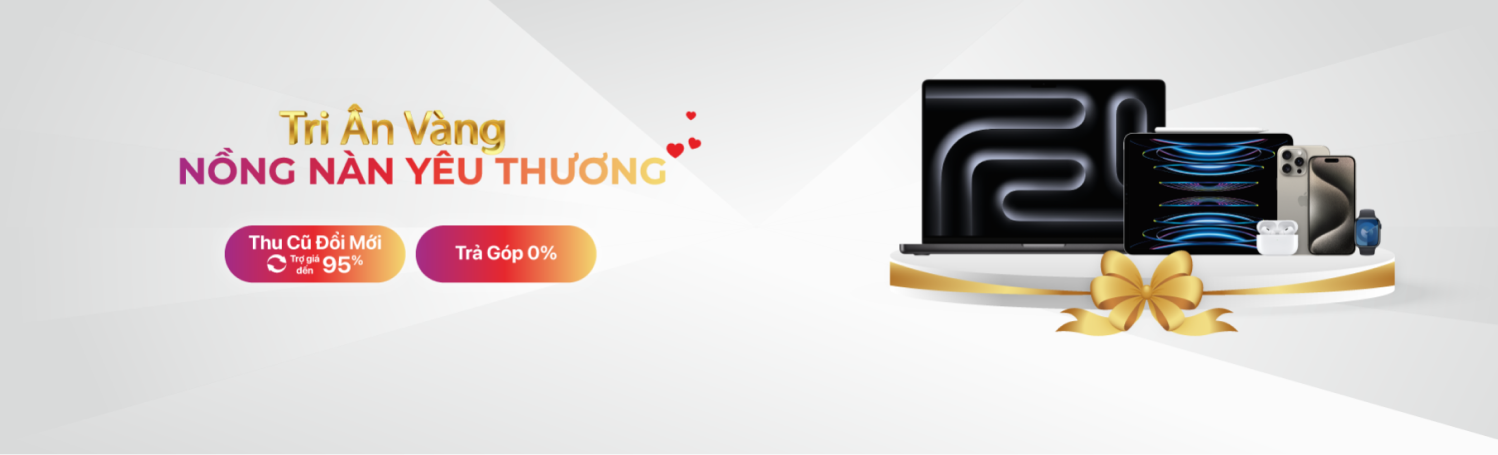 Tri Ân Vàng
NỒNG NÀN YÊU THƯƠNG
Thu Cũ Đổi Mới
Trợ giá
đến 95%
Trả Góp 0%